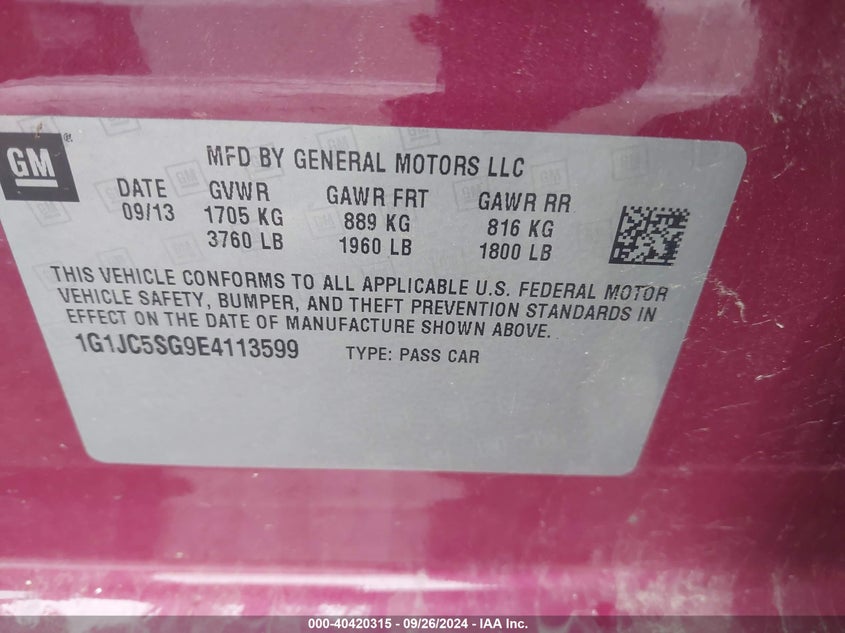 GM
MFD BY GENERAL MOTORS LLC
DATE GVWR GAWR FRT GAWR RR
09/13 1705 KG 889 KG 816 KG
3760 LB 1960 LB 1800 LB
THIS VEHICLE CONFORMS TO ALL APPLICABLE U.S. FEDERAL MOTOR
VEHICLE SAFETY, BUMPER, AND THEFT PREVENTION STANDARDS IN
EFFECT ON THE DATE OF MANUFACTURE SHOWN ABOVE.
1G1JC5SG9E4113599 TYPE: PASS CAR
000-40420315 - 09/26/2024 - IAA Inc.